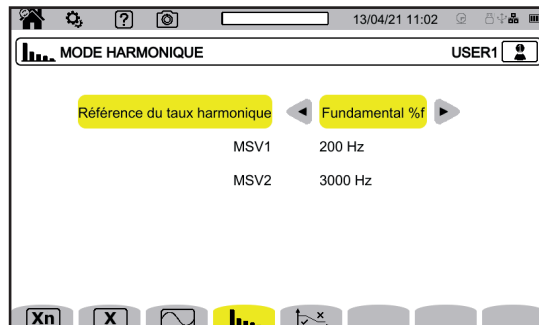 13/04/21 11:02
MODE HARMONIQUE
USER1
Référence du taux harmonique ◄ Fundamental %f ►
MSV1 200 Hz
MSV2 3000 Hz
Xn X